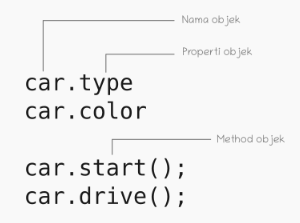 Nama objek
Properti objek
car.type
car.color
Method objek
car.start();
car.drive();